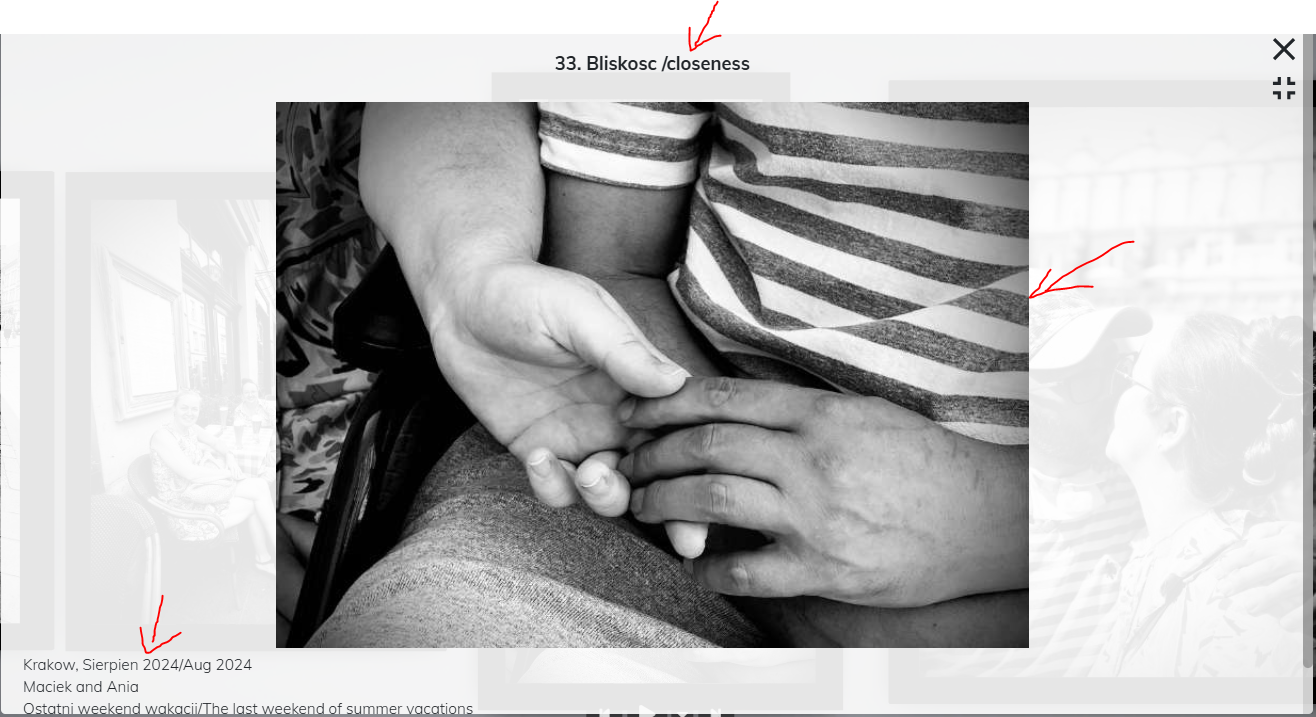 33. Bliskosc /closeness
Krakow, Sierpien 2024/Aug 2024
Maciek and Ania
Ostatni weekend wakacji/The last weekend of summer vacations